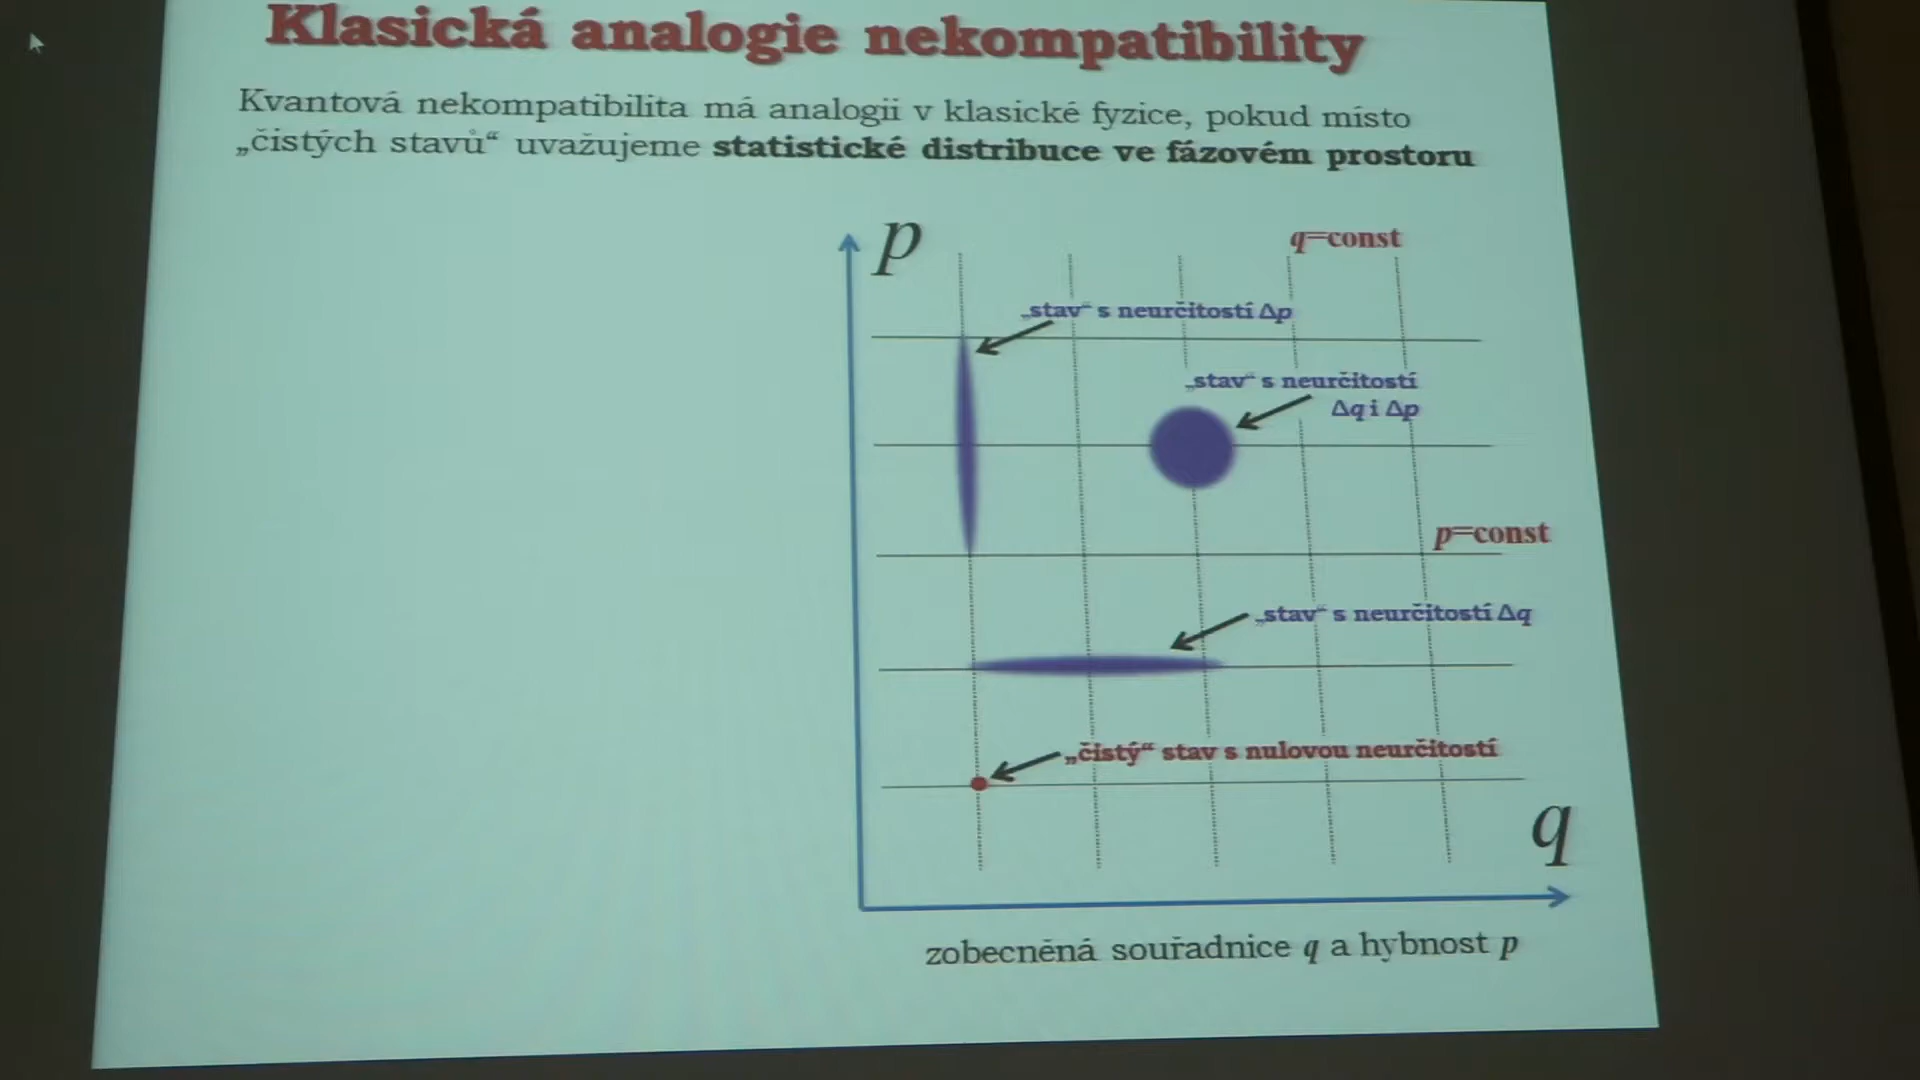 Klasická analogie nekompatibility
Kvantová nekompatibilita má analogii v klasické fyzice, pokud místo
„čistých stavů“ uvažujeme statistické distribuce ve fázovém prostoru
p
q=const
„stav“ s neurčitostí Δp
„stav“ s neurčitostí
Δq i Δp
p=const
„stav“ s neurčitostí Δq
„čistý“ stav s nulovou neurčitostí
q
zobecněná souřadnice q a hybnost p